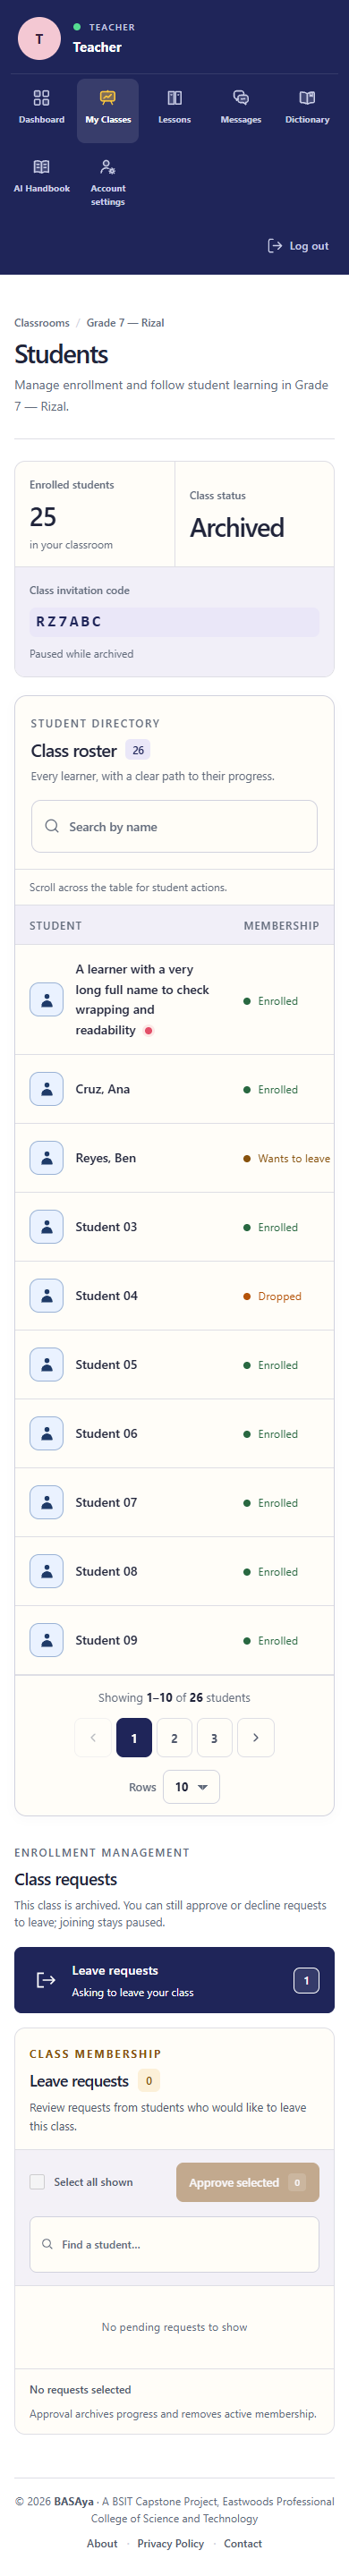 T
TEACHER
Teacher
Dashboard
My Classes
Lessons
Messages
Dictionary
AI Handbook
Account
settings
Log out
Classrooms / Grade 7 — Rizal
Students
Manage enrollment and follow student learning in Grade
7 — Rizal.
Enrolled students
25
in your classroom
Class status
Archived
Class invitation code
RZ7ABC
Paused while archived
STUDENT DIRECTORY
Class roster 26
Every learner, with a clear path to their progress.
Search by name
Scroll across the table for student actions.
STUDENT MEMBERSHIP
A learner with a very
long full name to check
wrapping and
readability
Enrolled
Cruz, Ana Enrolled
Reyes, Ben Wants to leave
Student 03 Enrolled
Student 04 Dropped
Student 05 Enrolled
Student 06 Enrolled
Student 07 Enrolled
Student 08 Enrolled
Student 09 Enrolled
Showing 1–10 of 26 students
1 2 3
Rows 10
ENROLLMENT MANAGEMENT
Class requests
This class is archived. You can still approve or decline requests
to leave; joining stays paused.
Leave requests
Asking to leave your class
1
CLASS MEMBERSHIP
Leave requests 0
Review requests from students who would like to leave
this class.
Select all shown
Approve selected 0
Find a student...
No pending requests to show
No requests selected
Approval archives progress and removes active membership.
© 2026 BASAya · A BSIT Capstone Project, Eastwoods Professional
College of Science and Technology
About · Privacy Policy · Contact